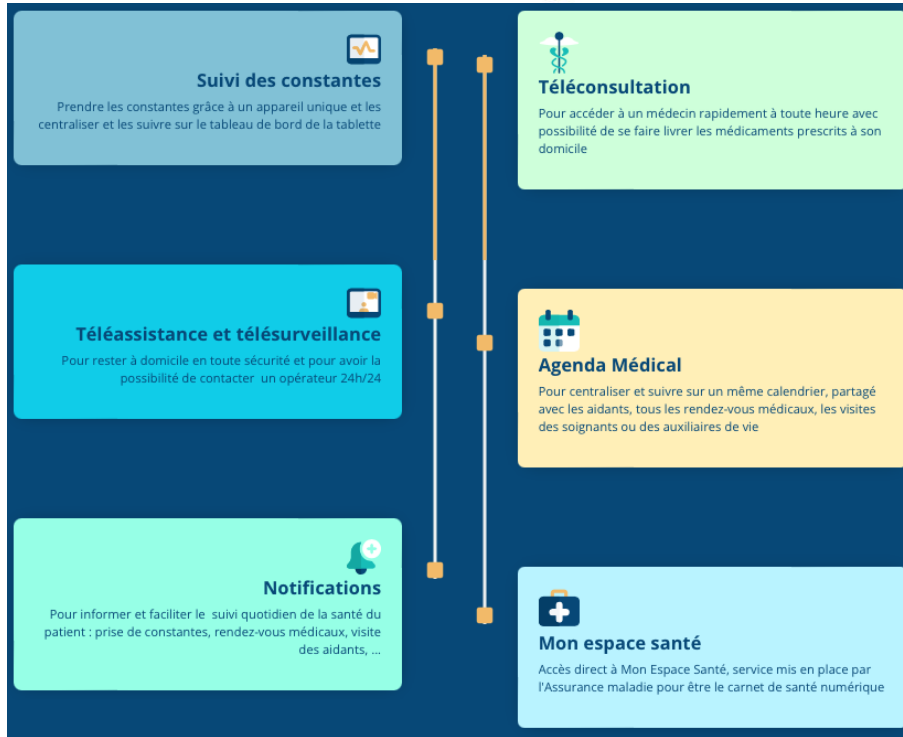 Suivi des constantes
Prendre les constantes grâce à un appareil unique et les
centraliser et les suivre sur le tableau de bord de la tablette
Téléconsultation
Pour accéder à un médecin rapidement à toute heure avec
possibilité de se faire livrer les médicaments prescrits à son
domicile
Téléassistance et télésurveillance
Pour rester à domicile en toute sécurité et pour avoir la
possibilité de contacter un opérateur 24h/24
Agenda Médical
Pour centraliser et suivre sur un même calendrier, partagé
avec les aidants, tous les rendez-vous médicaux, les visites
des soignants ou des auxiliaires de vie
Notifications
Pour informer et faciliter le suivi quotidien de la santé du
patient : prise de constantes, rendez-vous médicaux, visite
des aidants, ...
Mon espace santé
Accès direct à Mon Espace Santé, service mis en place par
l'Assurance maladie pour être le carnet de santé numérique